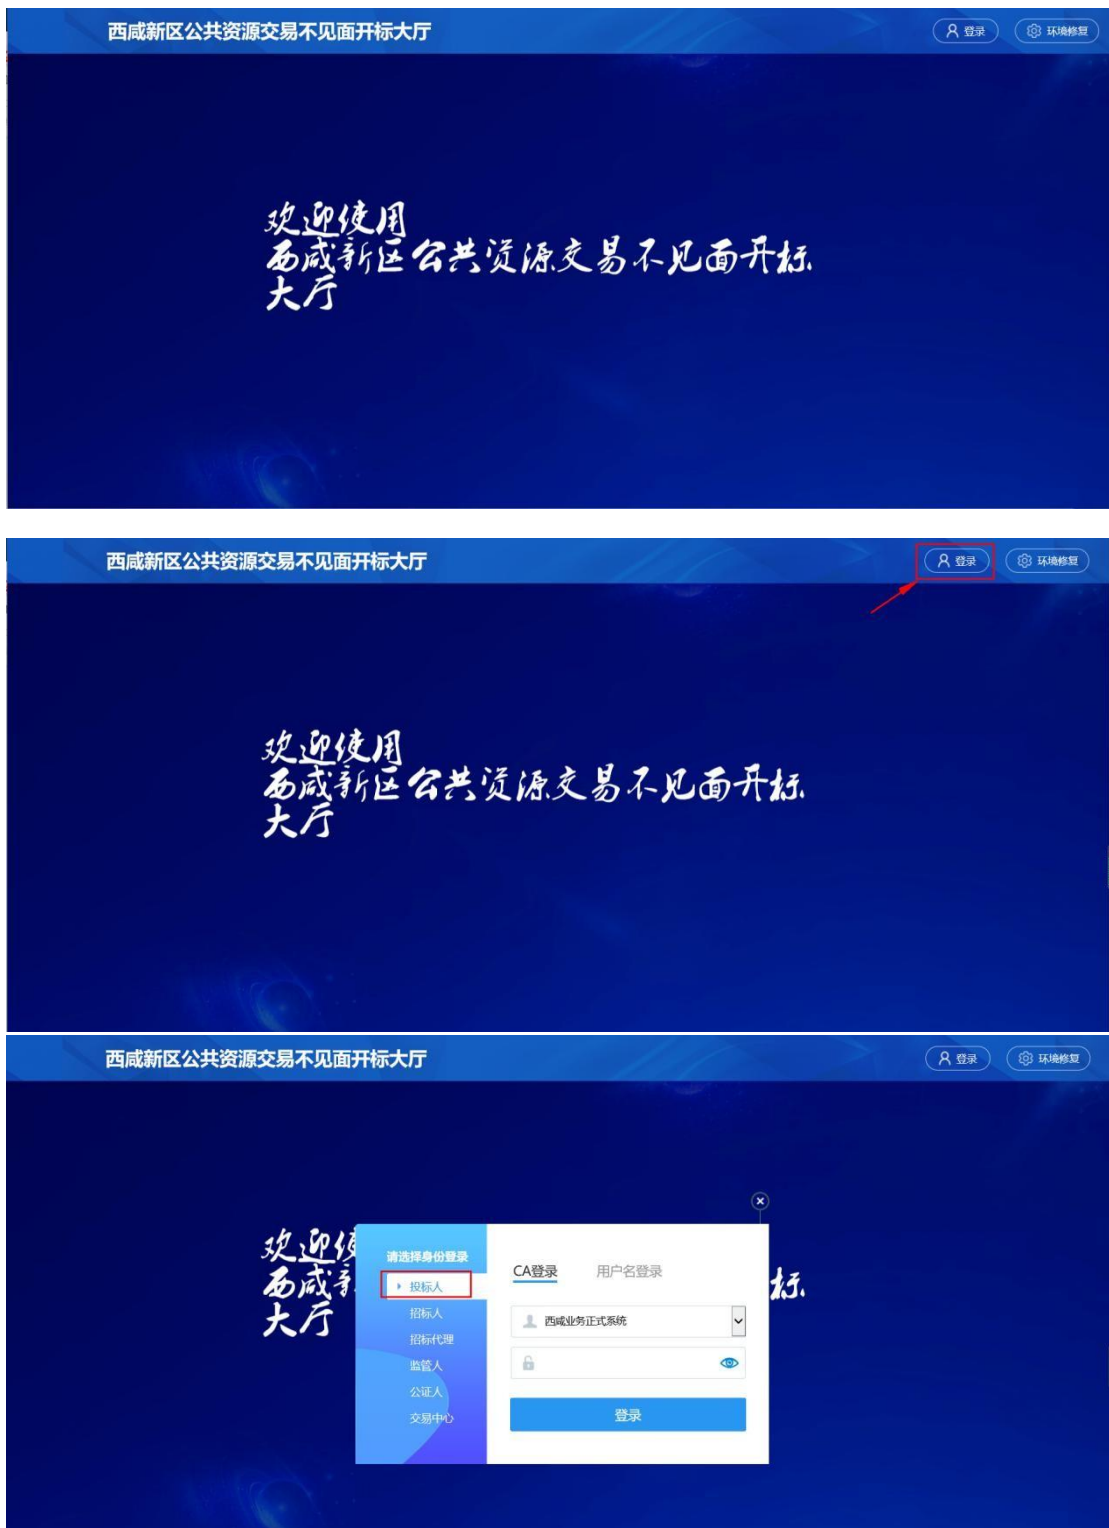 西咸新区公共资源交易不见面开标大厅
登录 环境修复
欢迎使用
西咸新区公共资源交易不见面开标
大厅
西咸新区公共资源交易不见面开标大厅
登录 环境修复
欢迎使用
西咸新区公共资源交易不见面开标
大厅
西咸新区公共资源交易不见面开标大厅
登录 环境修复
欢迎使
西咸新
标
大厅
请选择身份登录
投标人
招标人
招标代理
监管人
公证人
交易中心
CA登录 用户名登录
西咸业务正式系统
登录